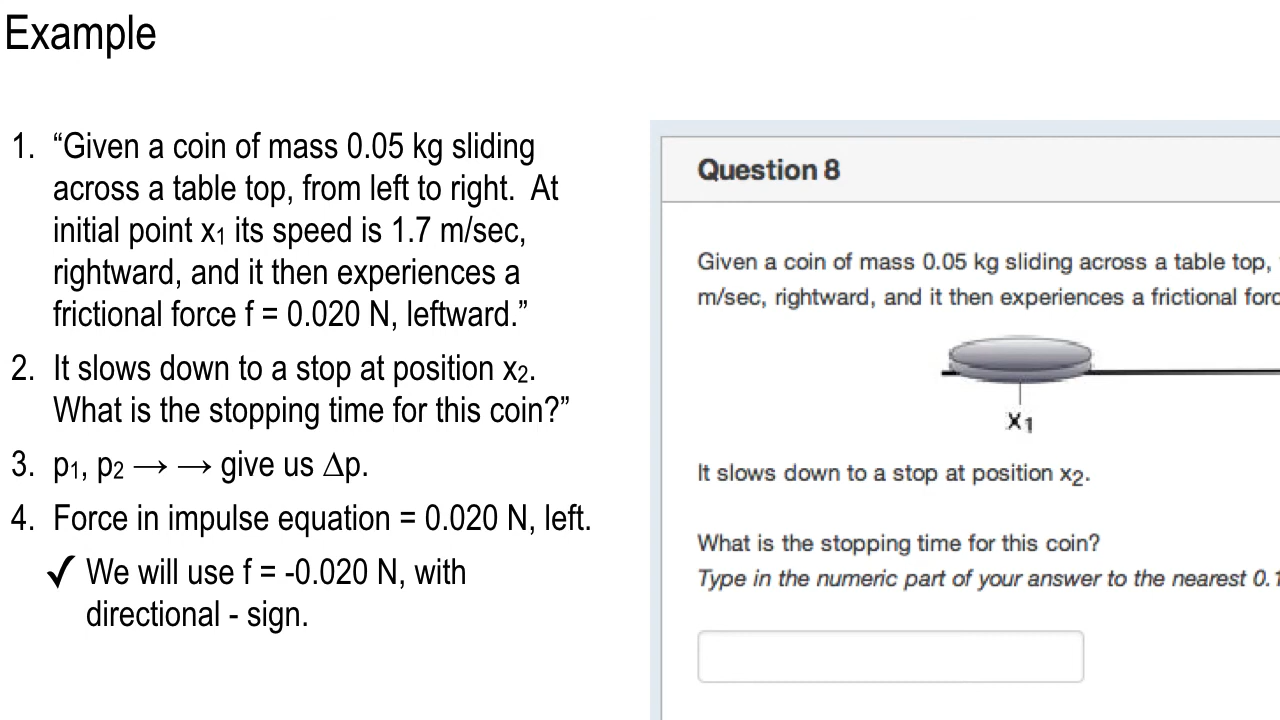 Example
1. “Given a coin of mass 0.05 kg sliding
across a table top, from left to right. At
initial point x₁ its speed is 1.7 m/sec,
rightward, and it then experiences a
frictional force f = 0.020 N, leftward.”
2. It slows down to a stop at position x₂.
What is the stopping time for this coin?”
3. p₁, p₂ → → give us Δp.
4. Force in impulse equation = 0.020 N, left.
✓ We will use f = -0.020 N, with
directional - sign.
Question 8
Given a coin of mass 0.05 kg sliding across a table top,
m/sec, rightward, and it then experiences a frictional forc
X₁
It slows down to a stop at position x₂.
What is the stopping time for this coin?
Type in the numeric part of your answer to the nearest 0.1